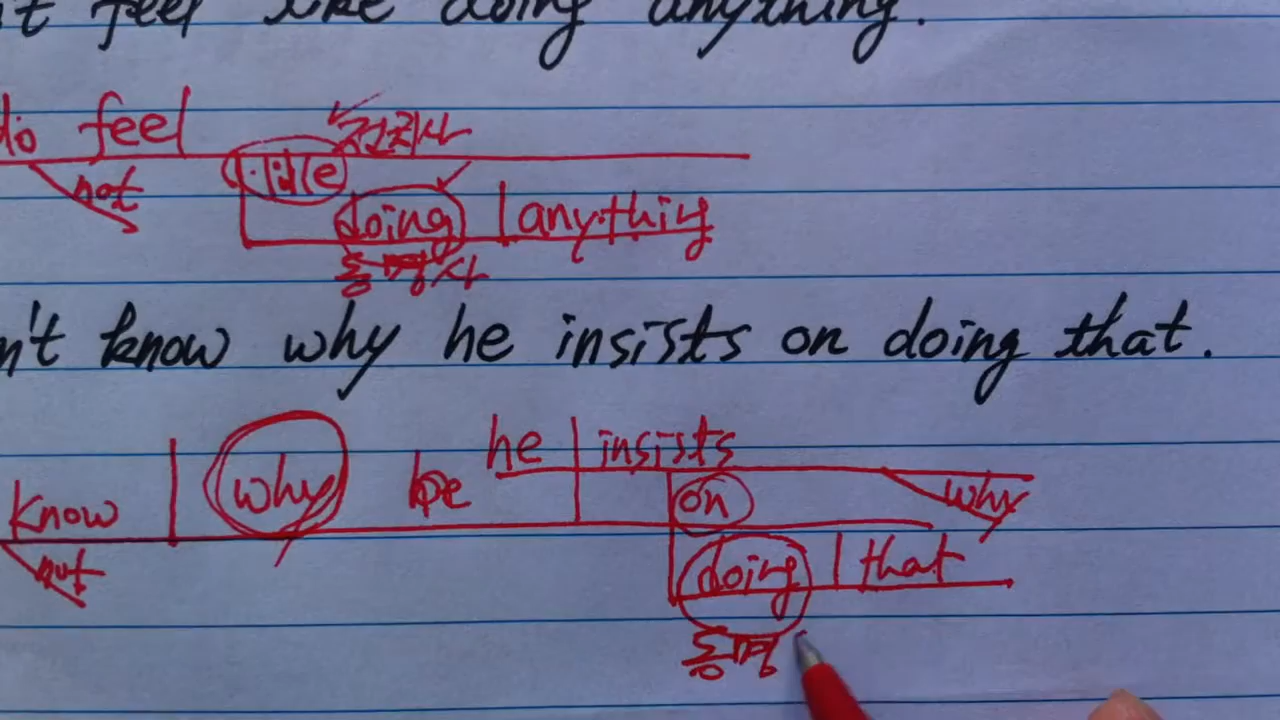 't feel like doing anything.
do feel 전치사
not like
doing | anything
동명사
n't know why he insists on doing that.
he | insists
know | why be on why
not doing | that
동명